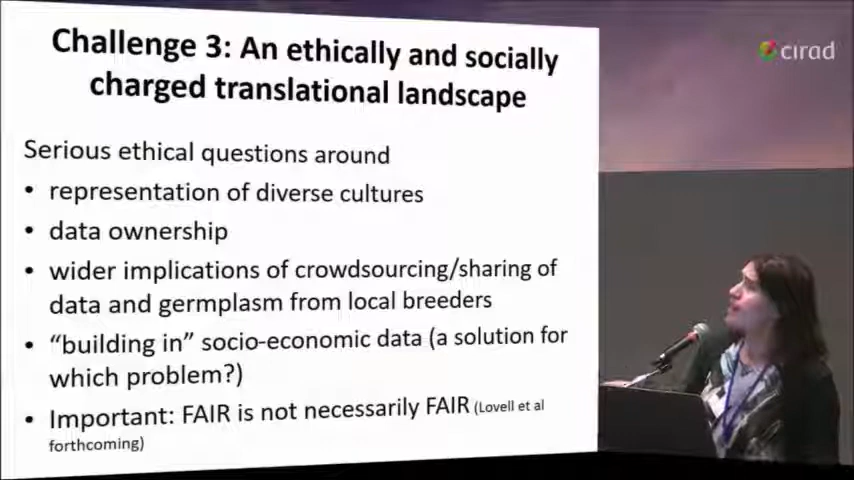 Challenge 3: An ethically and socially
charged translational landscape
cirad
Serious ethical questions around
• representation of diverse cultures
• data ownership
• wider implications of crowdsourcing/sharing of
data and germplasm from local breeders
• “building in” socio-economic data (a solution for
which problem?)
• Important: FAIR is not necessarily FAIR (Lovell et al
forthcoming)